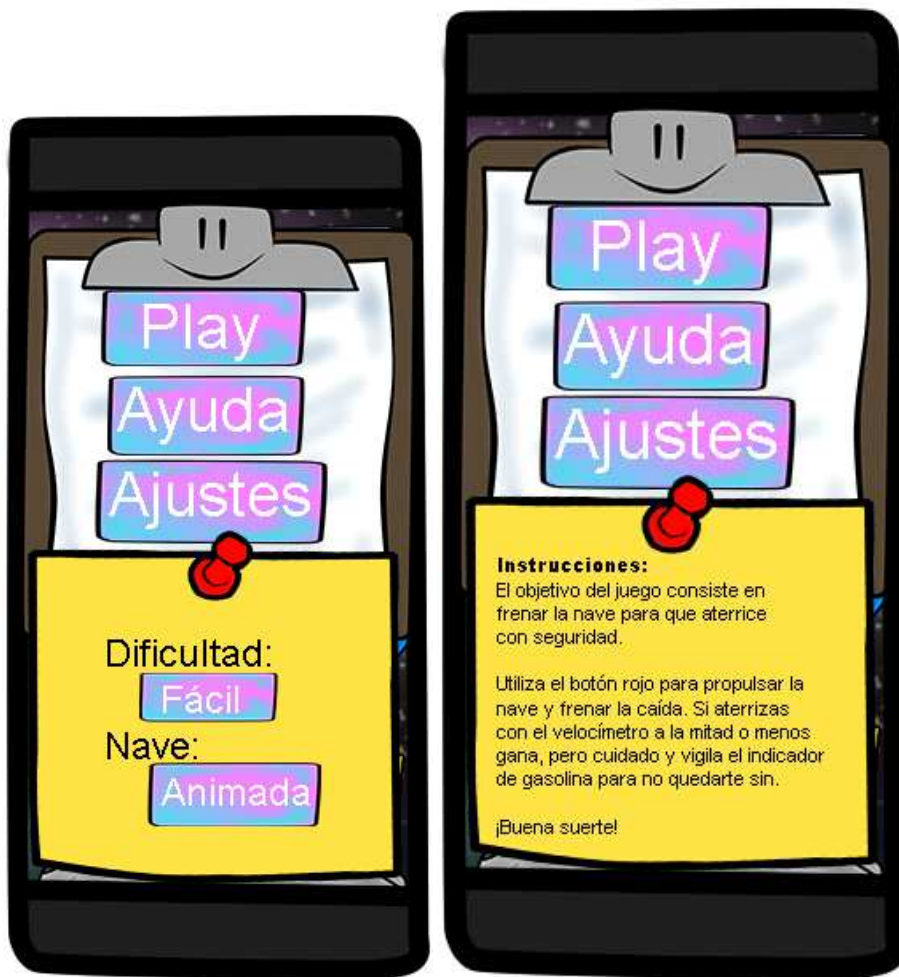 Play
Ayuda
Ajustes
Dificultad:
Fácil
Nave:
Animada
Play
Ayuda
Ajustes
Instrucciones:
El objetivo del juego consiste en
frenar la nave para que aterrice
con seguridad.
Utiliza el botón rojo para propulsar la
nave y frenar la caída. Si aterrizas
con el velocímetro a la mitad o menos
gana, pero cuidado y vigila el indicador
de gasolina para no quedarte sin.
¡Buena suerte!